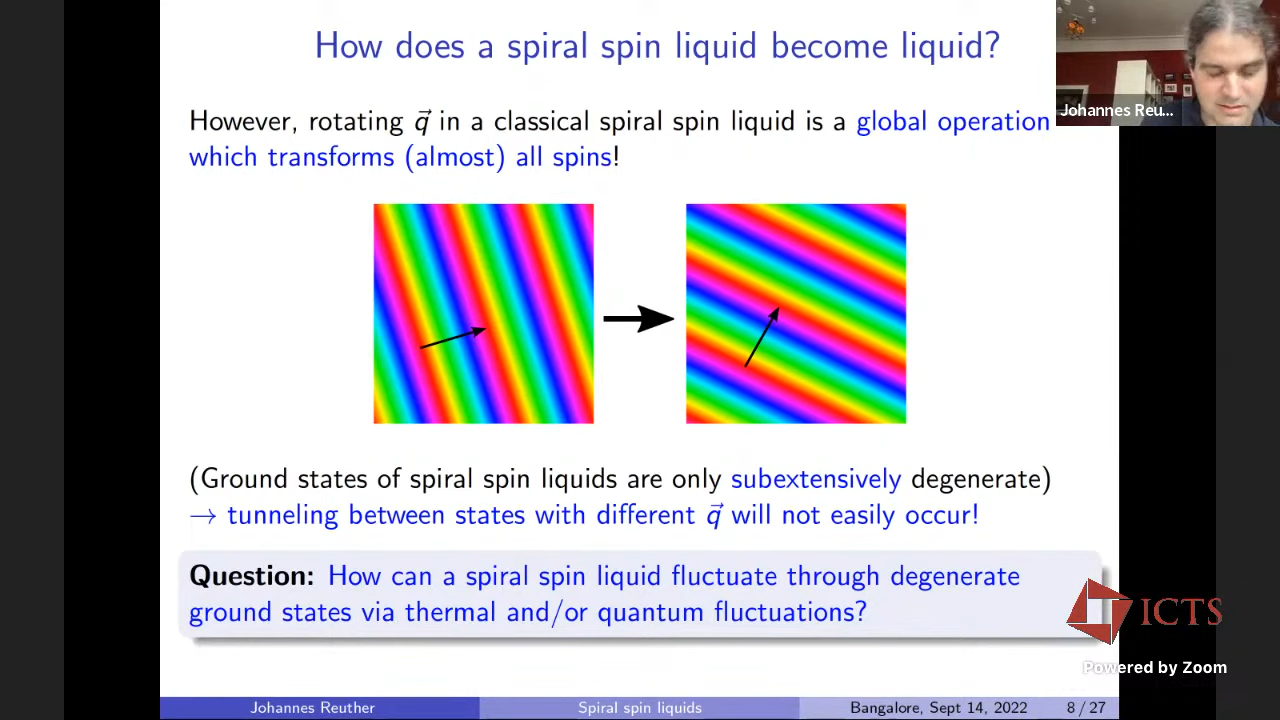 How does a spiral spin liquid become liquid?
Johannes Reu...
However, rotating q⃗ in a classical spiral spin liquid is a global operation
which transforms (almost) all spins!
(Ground states of spiral spin liquids are only subextensively degenerate)
→ tunneling between states with different q⃗ will not easily occur!
Question: How can a spiral spin liquid fluctuate through degenerate
ground states via thermal and/or quantum fluctuations?
ICTS
Powered by Zoom
Johannes Reuther Spiral spin liquids Bangalore, Sept 14, 2022 8 / 27